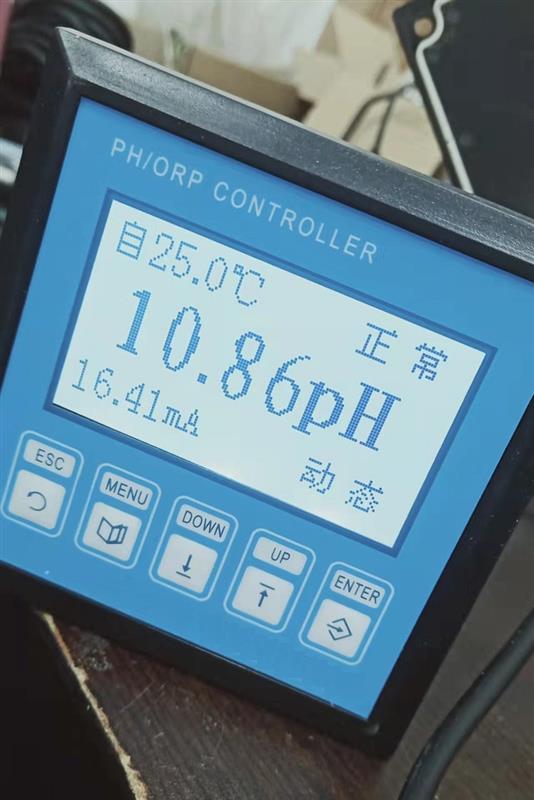 PH/ORP CONTROLLER
自25.0℃
正常
10.86pH
16.41mA
动态
ESC
MENU
DOWN
UP
ENTER